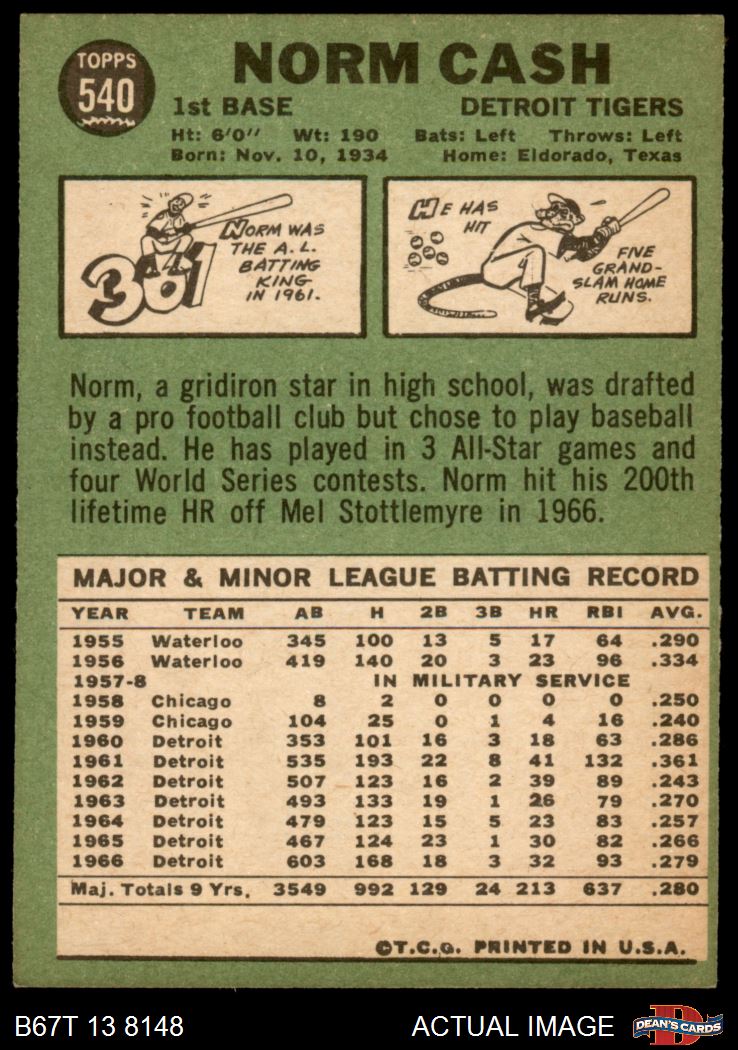 TOPPS
540
NORM CASH
1st BASE DETROIT TIGERS
Ht: 6'0" Wt: 190 Bats: Left Throws: Left
Born: Nov. 10, 1934 Home: Eldorado, Texas
361
NORM WAS
THE A.L.
BATTING
KING
IN 1961.
HE HAS
HIT
FIVE
GRAND-
SLAM HOME
RUNS.
Norm, a gridiron star in high school, was drafted
by a pro football club but chose to play baseball
instead. He has played in 3 All-Star games and
four World Series contests. Norm hit his 200th
lifetime HR off Mel Stottlemyre in 1966.
MAJOR & MINOR LEAGUE BATTING RECORD
YEAR TEAM AB H 2B 3B HR RBI AVG.
1955 Waterloo 345 100 13 5 17 64 .290
1956 Waterloo 419 140 20 3 23 96 .334
1957-8 IN MILITARY SERVICE
1958 Chicago 8 2 0 0 0 0 .250
1959 Chicago 104 25 0 1 4 16 .240
1960 Detroit 353 101 16 3 18 63 .286
1961 Detroit 535 193 22 8 41 132 .361
1962 Detroit 507 123 16 2 39 89 .243
1963 Detroit 493 133 19 1 26 79 .270
1964 Detroit 479 123 15 5 23 83 .257
1965 Detroit 467 124 23 1 30 82 .266
1966 Detroit 603 168 18 3 32 93 .279
Maj. Totals 9 Yrs. 3549 992 129 24 213 637 .280
©T.C.G. PRINTED IN U.S.A.
B67T 13 8148 ACTUAL IMAGE
D
DEAN'S CARDS